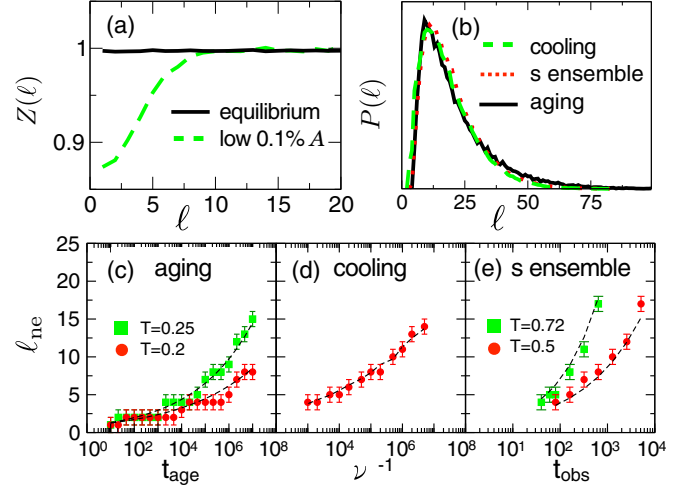 (a)
1
0.9
Z(ℓ)
equilibrium
low 0.1% A
0 5 10 15 20
ℓ
(b)
P(ℓ)
cooling
s ensemble
aging
0 25 50 75
ℓ
(c) aging
25
20
15
10
5
0
ℓne
T=0.25
T=0.2
10⁰ 10² 10⁴ 10⁶ 10⁸
tage
(d) cooling
10⁴ 10⁶ 10⁸
ν ⁻¹
(e) s ensemble
T=0.72
T=0.5
10¹ 10² 10³ 10⁴
tobs